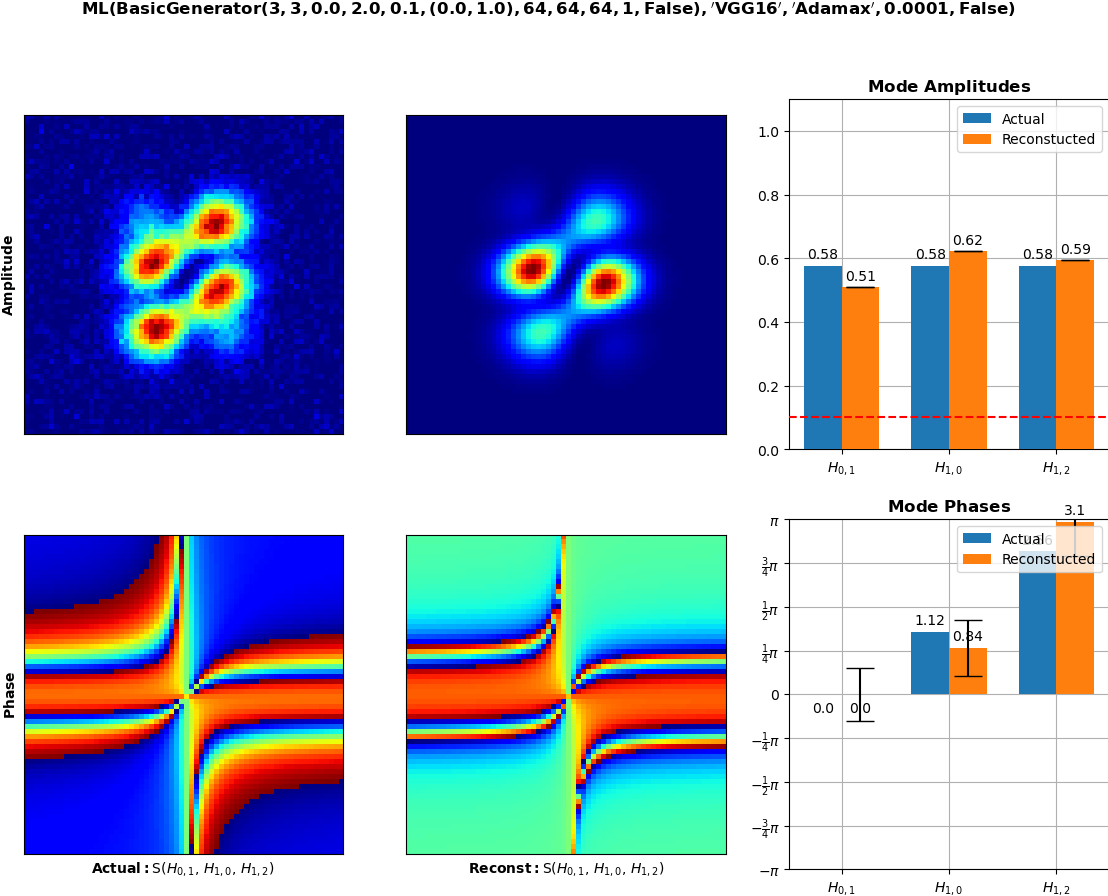 ML(BasicGenerator(3, 3, 0.0, 2.0, 0.1, (0.0, 1.0), 64, 64, 64, 1, False), ′VGG16′, ′Adamax′, 0.0001, False)
Mode Amplitudes
Actual
Reconstucted
1.0
0.8
0.6
0.4
0.2
0.0
0.58
0.51
0.58
0.62
0.58
0.59
H0, 1
H1, 0
H1, 2
Amplitude
Mode Phases
Actual
Reconstucted
π
3/4π
1/2π
1/4π
0
−1/4π
−1/2π
−3/4π
−π
0.0
0.0
1.12
0.84
3.1
H0, 1
H1, 0
H1, 2
Phase
Actual: S(H0, 1, H1, 0, H1, 2)
Reconst: S(H0, 1, H1, 0, H1, 2)